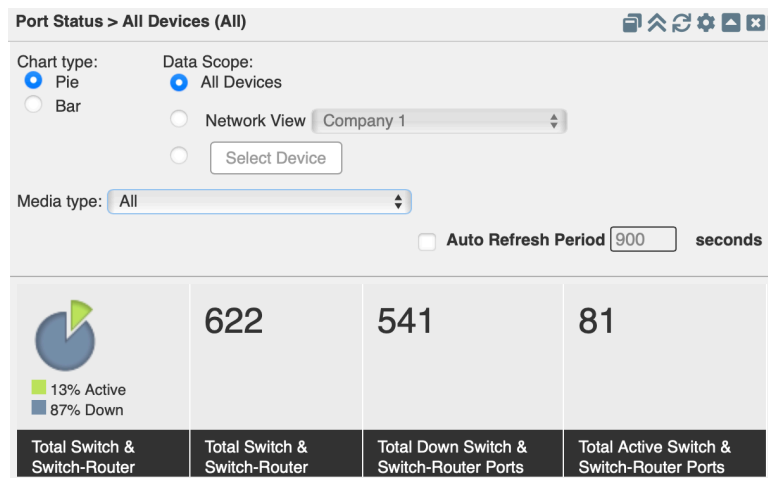 Port Status > All Devices (All)
Chart type:
Data Scope:
Pie
All Devices
Bar
Network View
Company 1
Select Device
Media type:
All
Auto Refresh Period
900
seconds
13% Active
87% Down
622
541
81
Total Switch &
Switch-Router
Total Switch &
Switch-Router
Total Down Switch &
Switch-Router Ports
Total Active Switch &
Switch-Router Ports